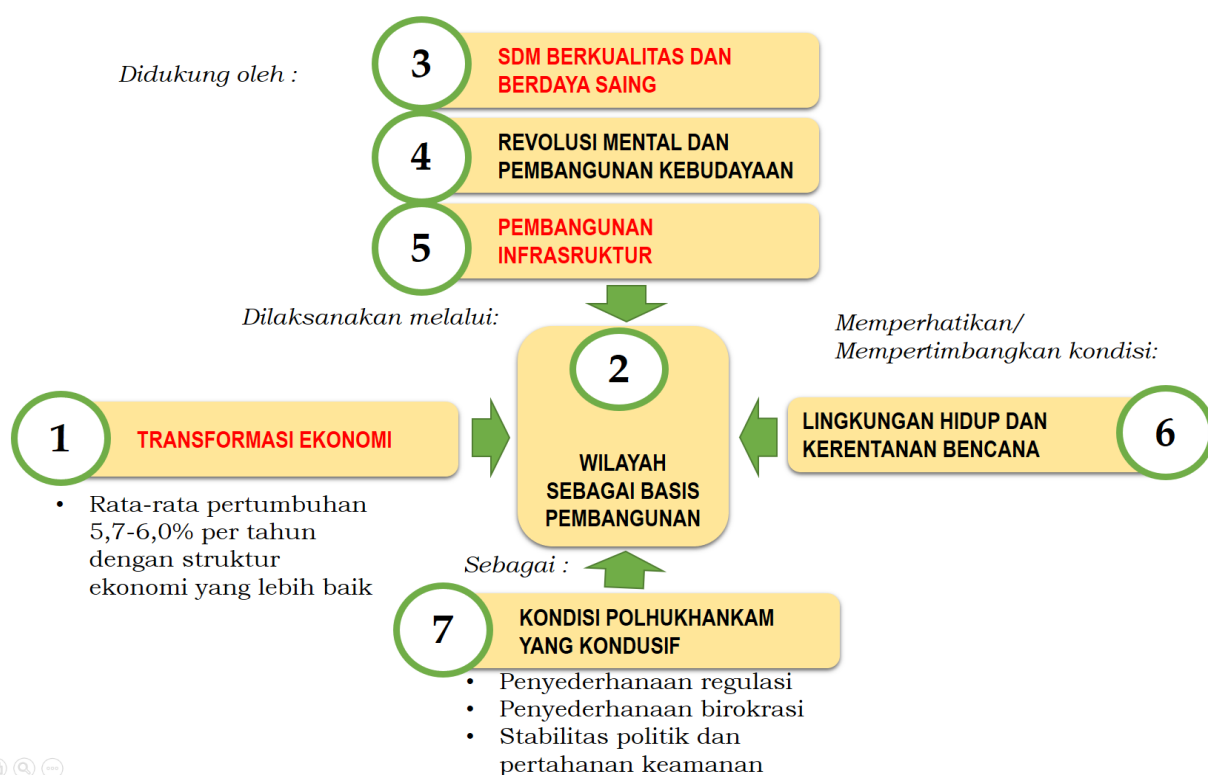 Didukung oleh :
3
SDM BERKUALITAS DAN
BERDAYA SAING
4
REVOLUSI MENTAL DAN
PEMBANGUNAN KEBUDAYAAN
5
PEMBANGUNAN
INFRASRUKTUR
Dilaksanakan melalui:
Memperhatikan/
Mempertimbangkan kondisi:
1
TRANSFORMASI EKONOMI
• Rata-rata pertumbuhan
5,7-6,0% per tahun
dengan struktur
ekonomi yang lebih baik
2
WILAYAH
SEBAGAI BASIS
PEMBANGUNAN
LINGKUNGAN HIDUP DAN
KERENTANAN BENCANA
6
Sebagai :
7
KONDISI POLHUKHANKAM
YANG KONDUSIF
• Penyederhanaan regulasi
• Penyederhanaan birokrasi
• Stabilitas politik dan
pertahanan keamanan